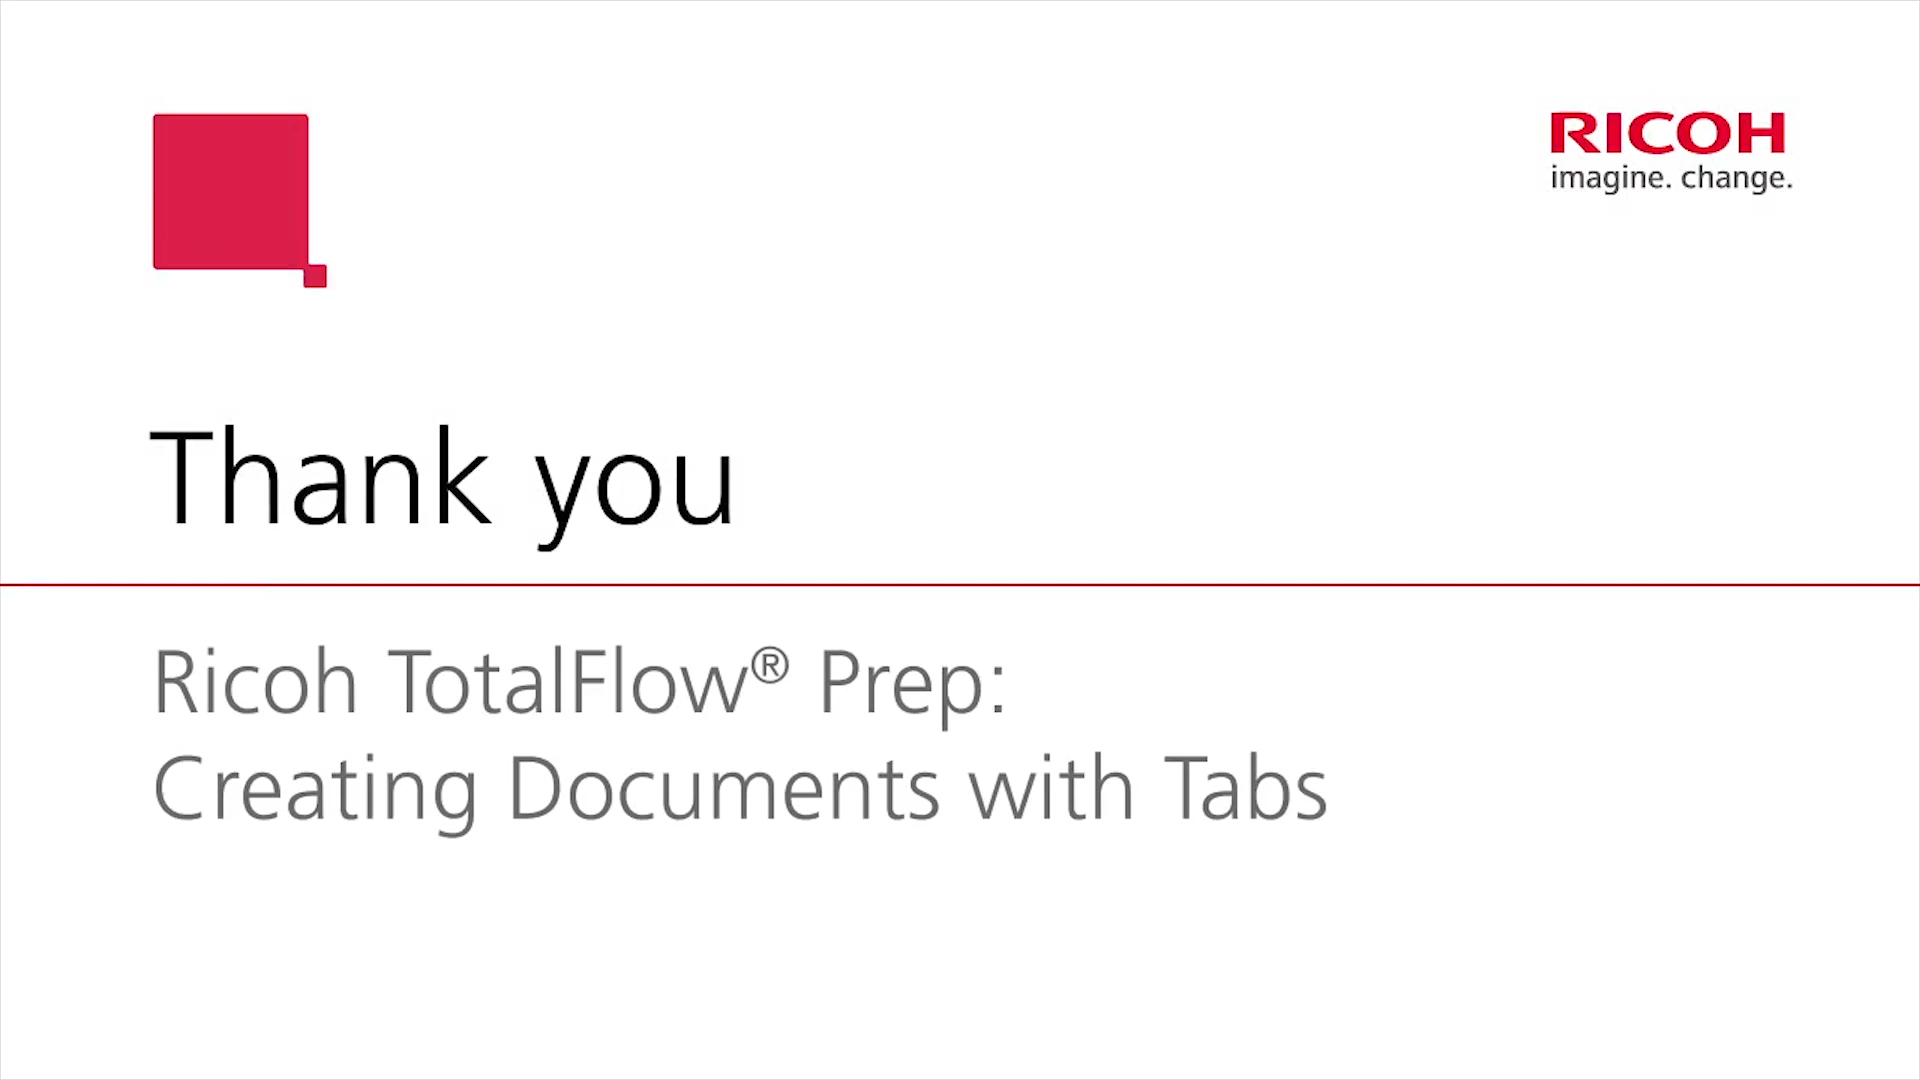 RICOH
imagine. change.
Thank you
Ricoh TotalFlow® Prep:
Creating Documents with Tabs